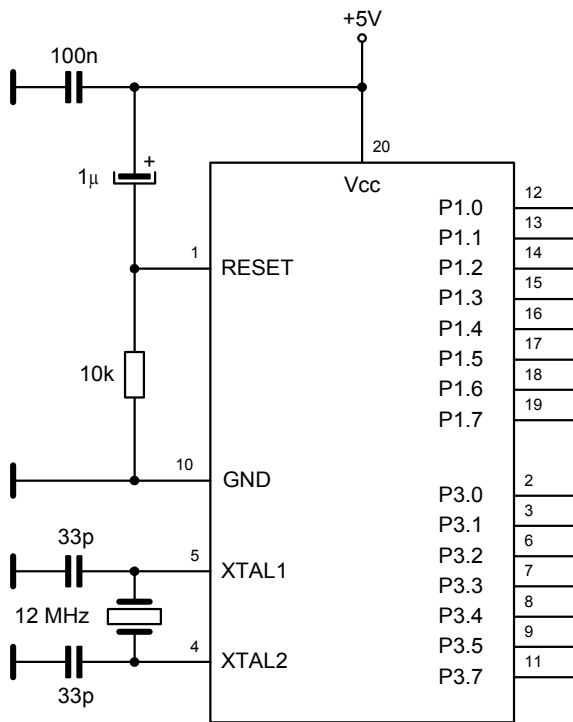 +5V
100n
20
+
Vcc
1µ
12
P1.0
13
P1.1
14
P1.2
1
RESET
15
P1.3
16
P1.4
17
P1.5
10k
18
P1.6
19
P1.7
10
GND
2
P3.0
3
P3.1
33p
6
P3.2
5
XTAL1
7
P3.3
12 MHz
8
P3.4
9
P3.5
4
XTAL2
11
P3.7
33p